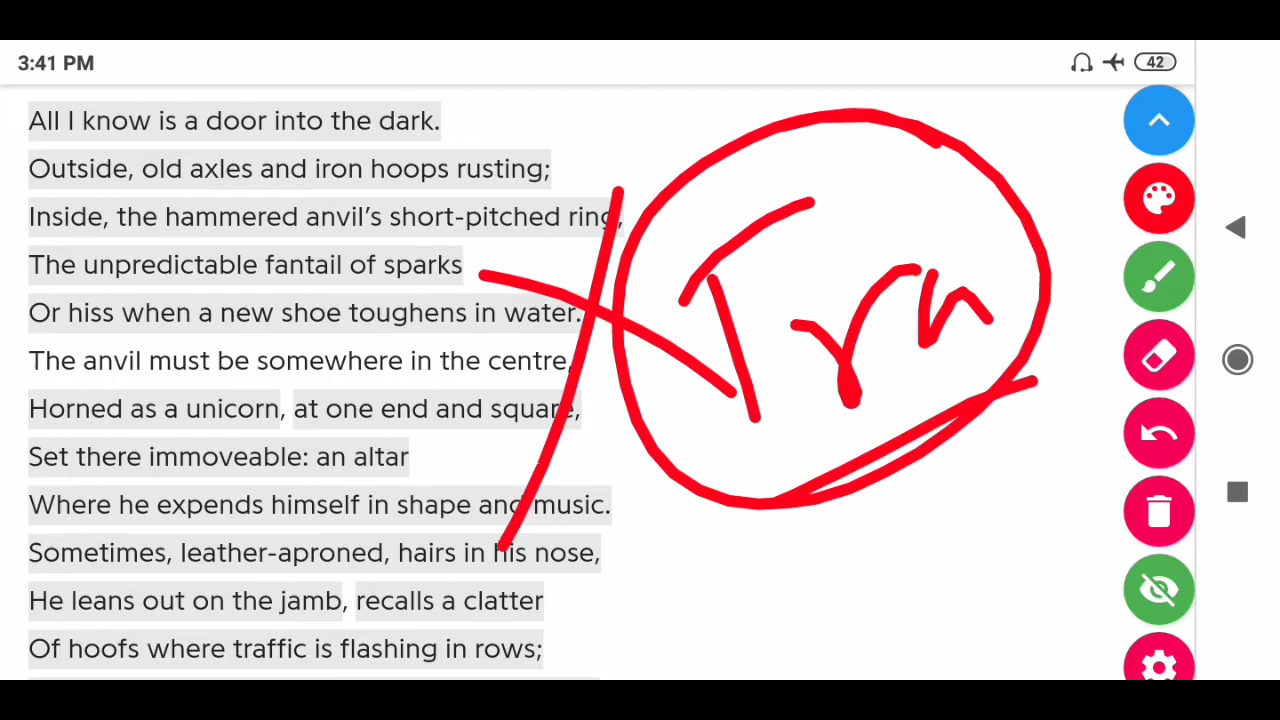 3:41 PM
42
All I know is a door into the dark.
Outside, old axles and iron hoops rusting;
Inside, the hammered anvil’s short-pitched ring,
The unpredictable fantail of sparks
Or hiss when a new shoe toughens in water.
The anvil must be somewhere in the centre,
Horned as a unicorn, at one end and square,
Set there immoveable: an altar
Where he expends himself in shape and music.
Sometimes, leather-aproned, hairs in his nose,
He leans out on the jamb, recalls a clatter
Of hoofs where traffic is flashing in rows;
Tra